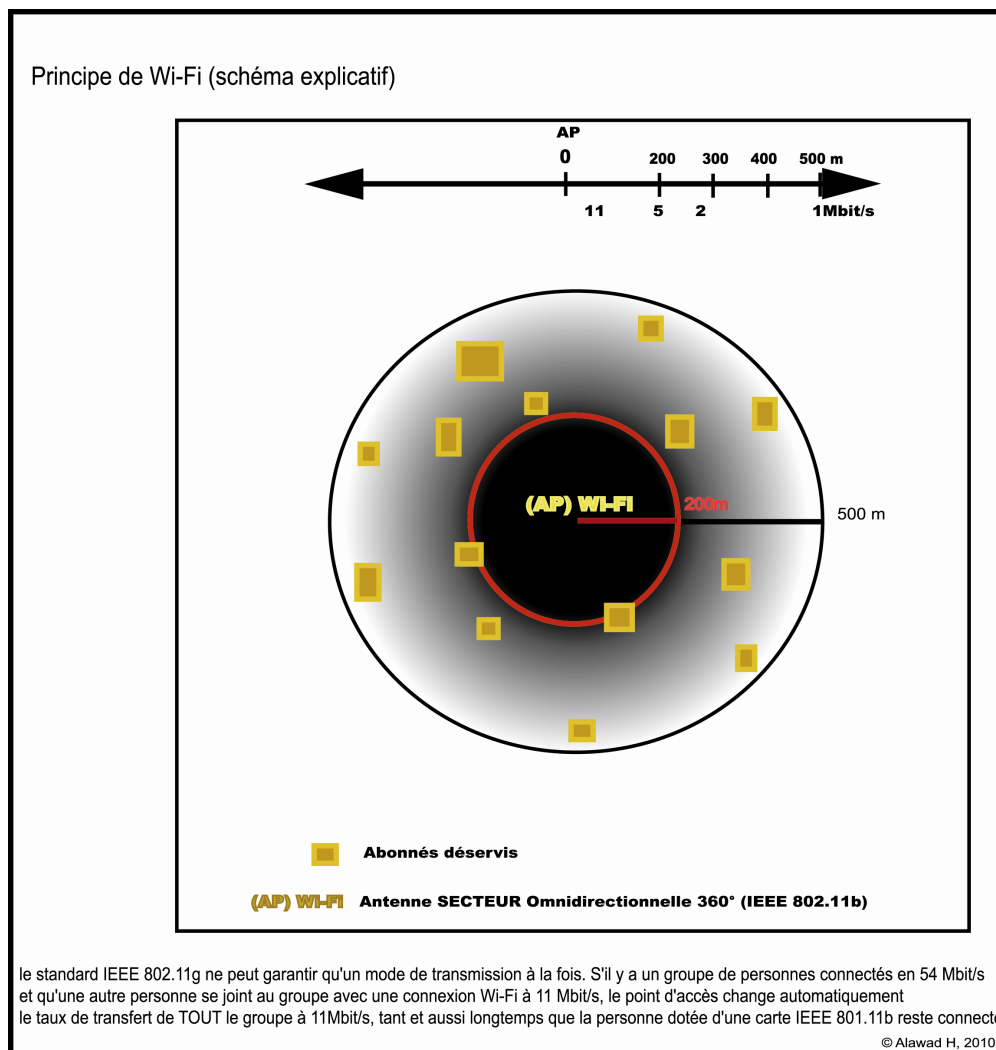 Principe de Wi-Fi (schéma explicatif)
AP
0 200 300 400 500 m
11 5 2 1Mbit/s
(AP) WI-FI
200m
500 m
Abonnés déservis
(AP) WI-FI Antenne SECTEUR Omnidirectionnelle 360° (IEEE 802.11b)
le standard IEEE 802.11g ne peut garantir qu'un mode de transmission à la fois. S'il y a un groupe de personnes connectés en 54 Mbit/s
et qu'une autre personne se joint au groupe avec une connexion Wi-Fi à 11 Mbit/s, le point d'accès change automatiquement
le taux de transfert de TOUT le groupe à 11Mbit/s, tant et aussi longtemps que la personne dotée d'une carte IEEE 801.11b reste connect
© Alawad H, 2010